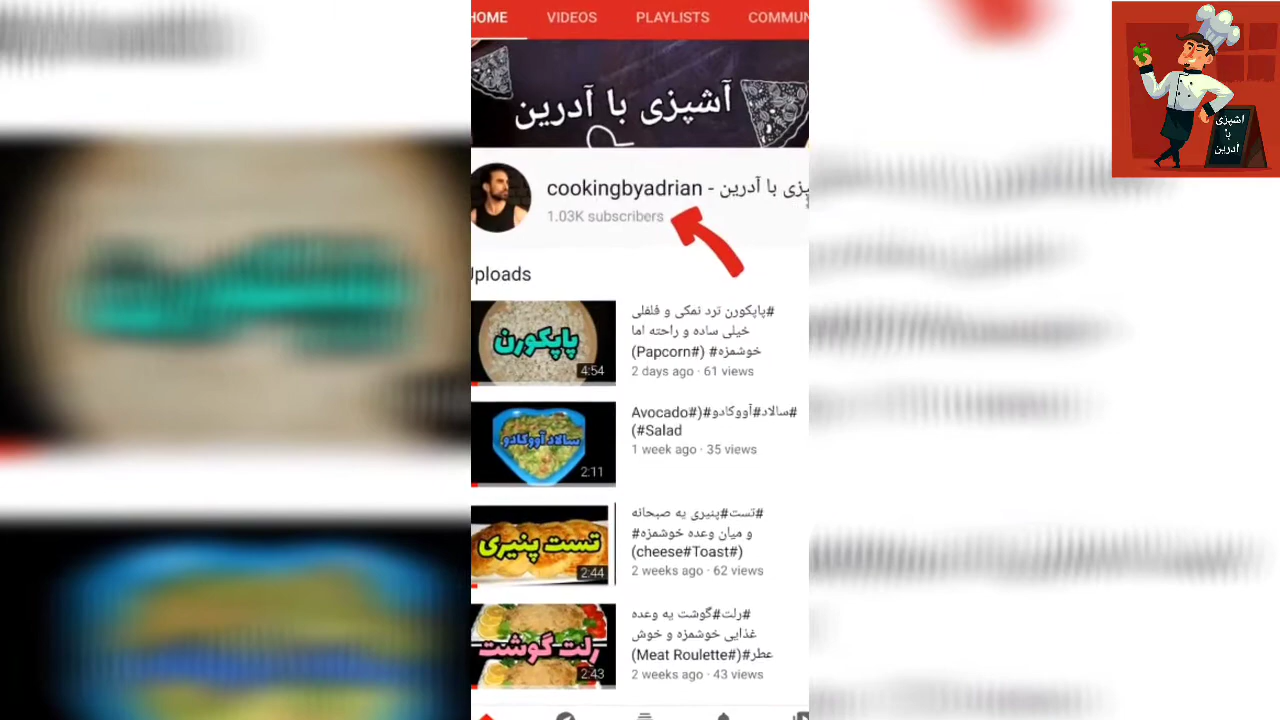 HOME VIDEOS PLAYLISTS COMMUN
آشپزی با آدرین
cookingbyadrian - پزی با آدرین
1.03K subscribers
Uploads
#پاپکورن ترد نمکی و فلفلی
خیلی ساده و راحته اما
خوشمزه# (#Papcorn)
2 days ago · 61 views
پاپکورن
4:54
#سالاد#آووکادو#(#Avocado
#Salad)
1 week ago · 35 views
سالاد آووکادو
2:11
#تست#پنیری یه صبحانه
و میان وعده خوشمزه#
(cheese#Toast#)
2 weeks ago · 62 views
تست پنیری
2:44
#رلت#گوشت یه وعده
غذایی خوشمزه و خوش
عطر#(#Meat Roulette)
2 weeks ago · 43 views
رلت گوشت
2:43
آشپزی
با
آدرین